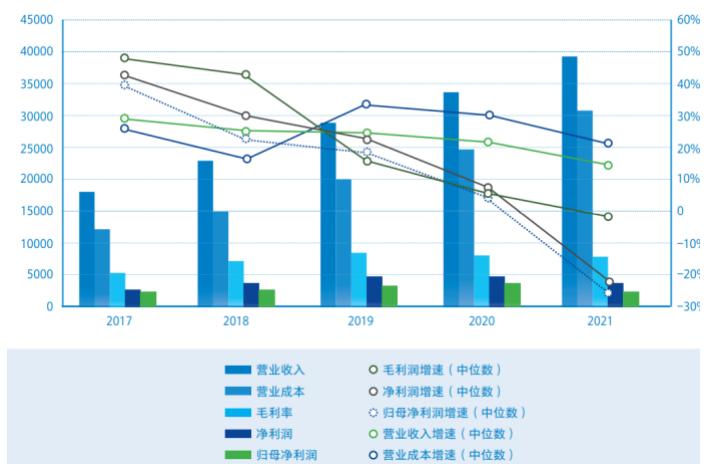 45000
40000
35000
30000
25000
20000
15000
10000
5000
0
60%
50%
40%
30%
20%
10%
0
-10%
-20%
-30%
2017 2018 2019 2020 2021
营业收入
营业成本
毛利率
净利润
归母净利润
毛利润增速（中位数）
净利润增速（中位数）
归母净利润增速（中位数）
营业收入增速（中位数）
营业成本增速（中位数）